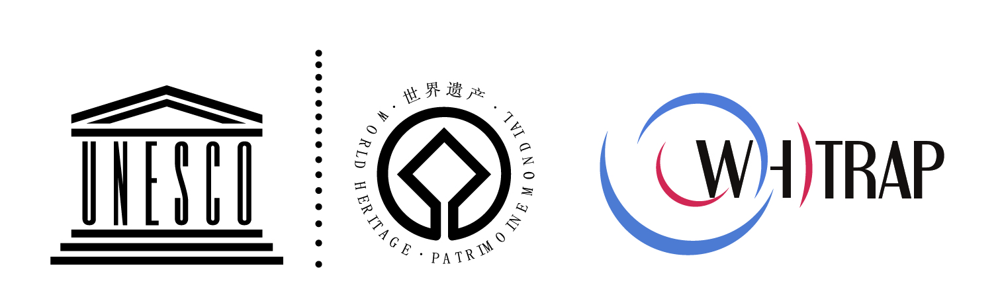 UNESCO
· 世界遗产 ·
WORLD HERITAGE · PATRIMOINE MONDIAL
WHITRAP